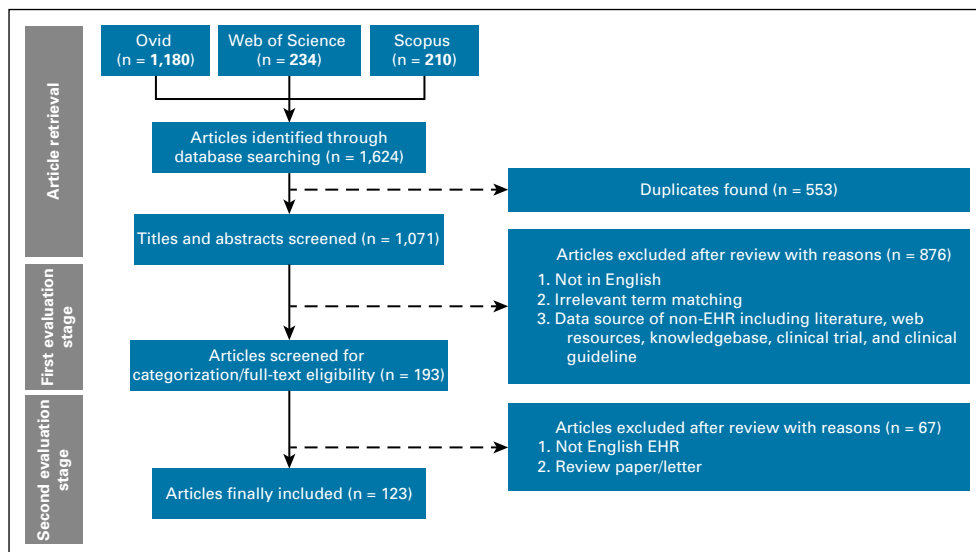 Article retrieval
Ovid
(n = 1,180)
Web of Science
(n = 234)
Scopus
(n = 210)
Articles identified through
database searching (n = 1,624)
Duplicates found (n = 553)
Titles and abstracts screened (n = 1,071)
First evaluation
stage
Articles excluded after review with reasons (n = 876)
1. Not in English
2. Irrelevant term matching
3. Data source of non-EHR including literature, web
resources, knowledgebase, clinical trial, and clinical
guideline
Articles screened for
categorization/full-text eligibility (n = 193)
Second evaluation
stage
Articles excluded after review with reasons (n = 67)
1. Not English EHR
2. Review paper/letter
Articles finally included (n = 123)